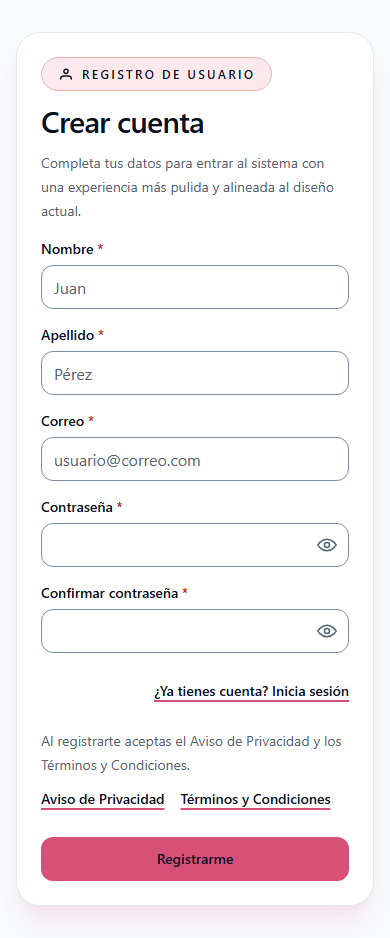 REGISTRO DE USUARIO
Crear cuenta
Completa tus datos para entrar al sistema con
una experiencia más pulida y alineada al diseño
actual.
Nombre *
Juan
Apellido *
Pérez
Correo *
usuario@correo.com
Contraseña *
Confirmar contraseña *
¿Ya tienes cuenta? Inicia sesión
Al registrarte aceptas el Aviso de Privacidad y los
Términos y Condiciones.
Aviso de Privacidad Términos y Condiciones
Registrarme